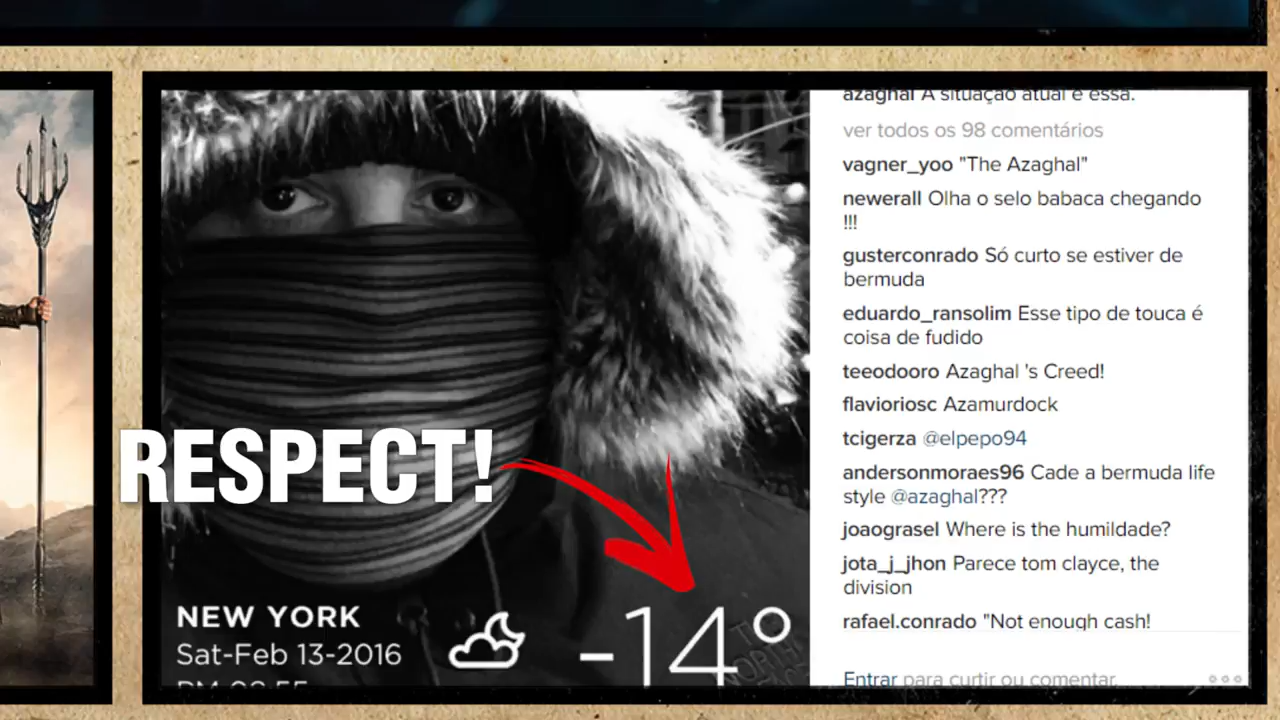 azaghal A situação atual é essa.
ver todos os 98 comentários
vagner_yoo "The Azaghal"
newerall Olha o selo babaca chegando
!!!
gusterconrado Só curto se estiver de
bermuda
eduardo_ransolim Esse tipo de touca é
coisa de fudido
teeodooro Azaghal 's Creed!
flavioriosc Azamurdock
tcigerza @elpepo94
andersonmoraes96 Cade a bermuda life
style @azaghal???
joaograsel Where is the humildade?
jota_j_jhon Parece tom clayce, the
division
rafael.conrado "Not enough cash!
Entrar para curtir ou comentar.
RESPECT!
NEW YORK
Sat-Feb 13-2016
-14°